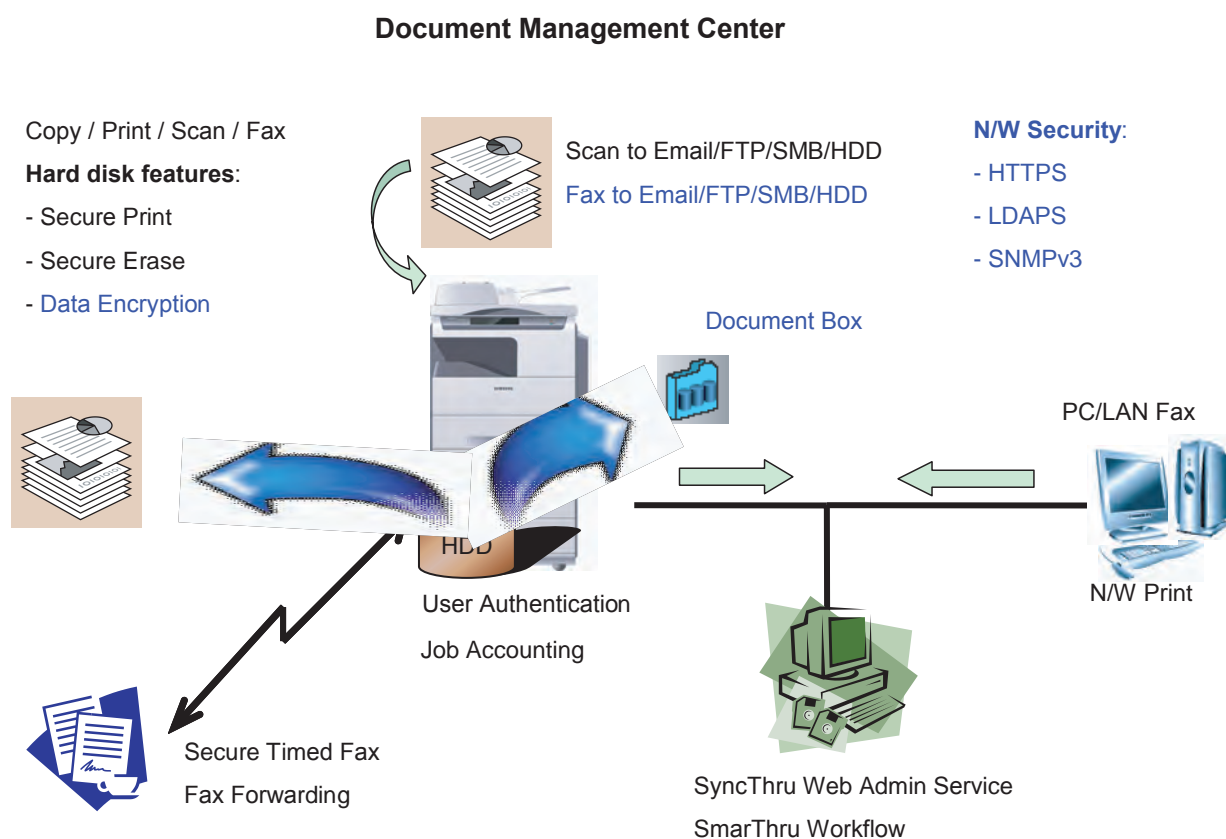 Document Management Center
Copy / Print / Scan / Fax
Hard disk features:
- Secure Print
- Secure Erase
- Data Encryption
Scan to Email/FTP/SMB/HDD
Fax to Email/FTP/SMB/HDD
N/W Security:
- HTTPS
- LDAPS
- SNMPv3
Document Box
PC/LAN Fax
N/W Print
HDD
User Authentication
Job Accounting
Secure Timed Fax
Fax Forwarding
SyncThru Web Admin Service
SmarThru Workflow